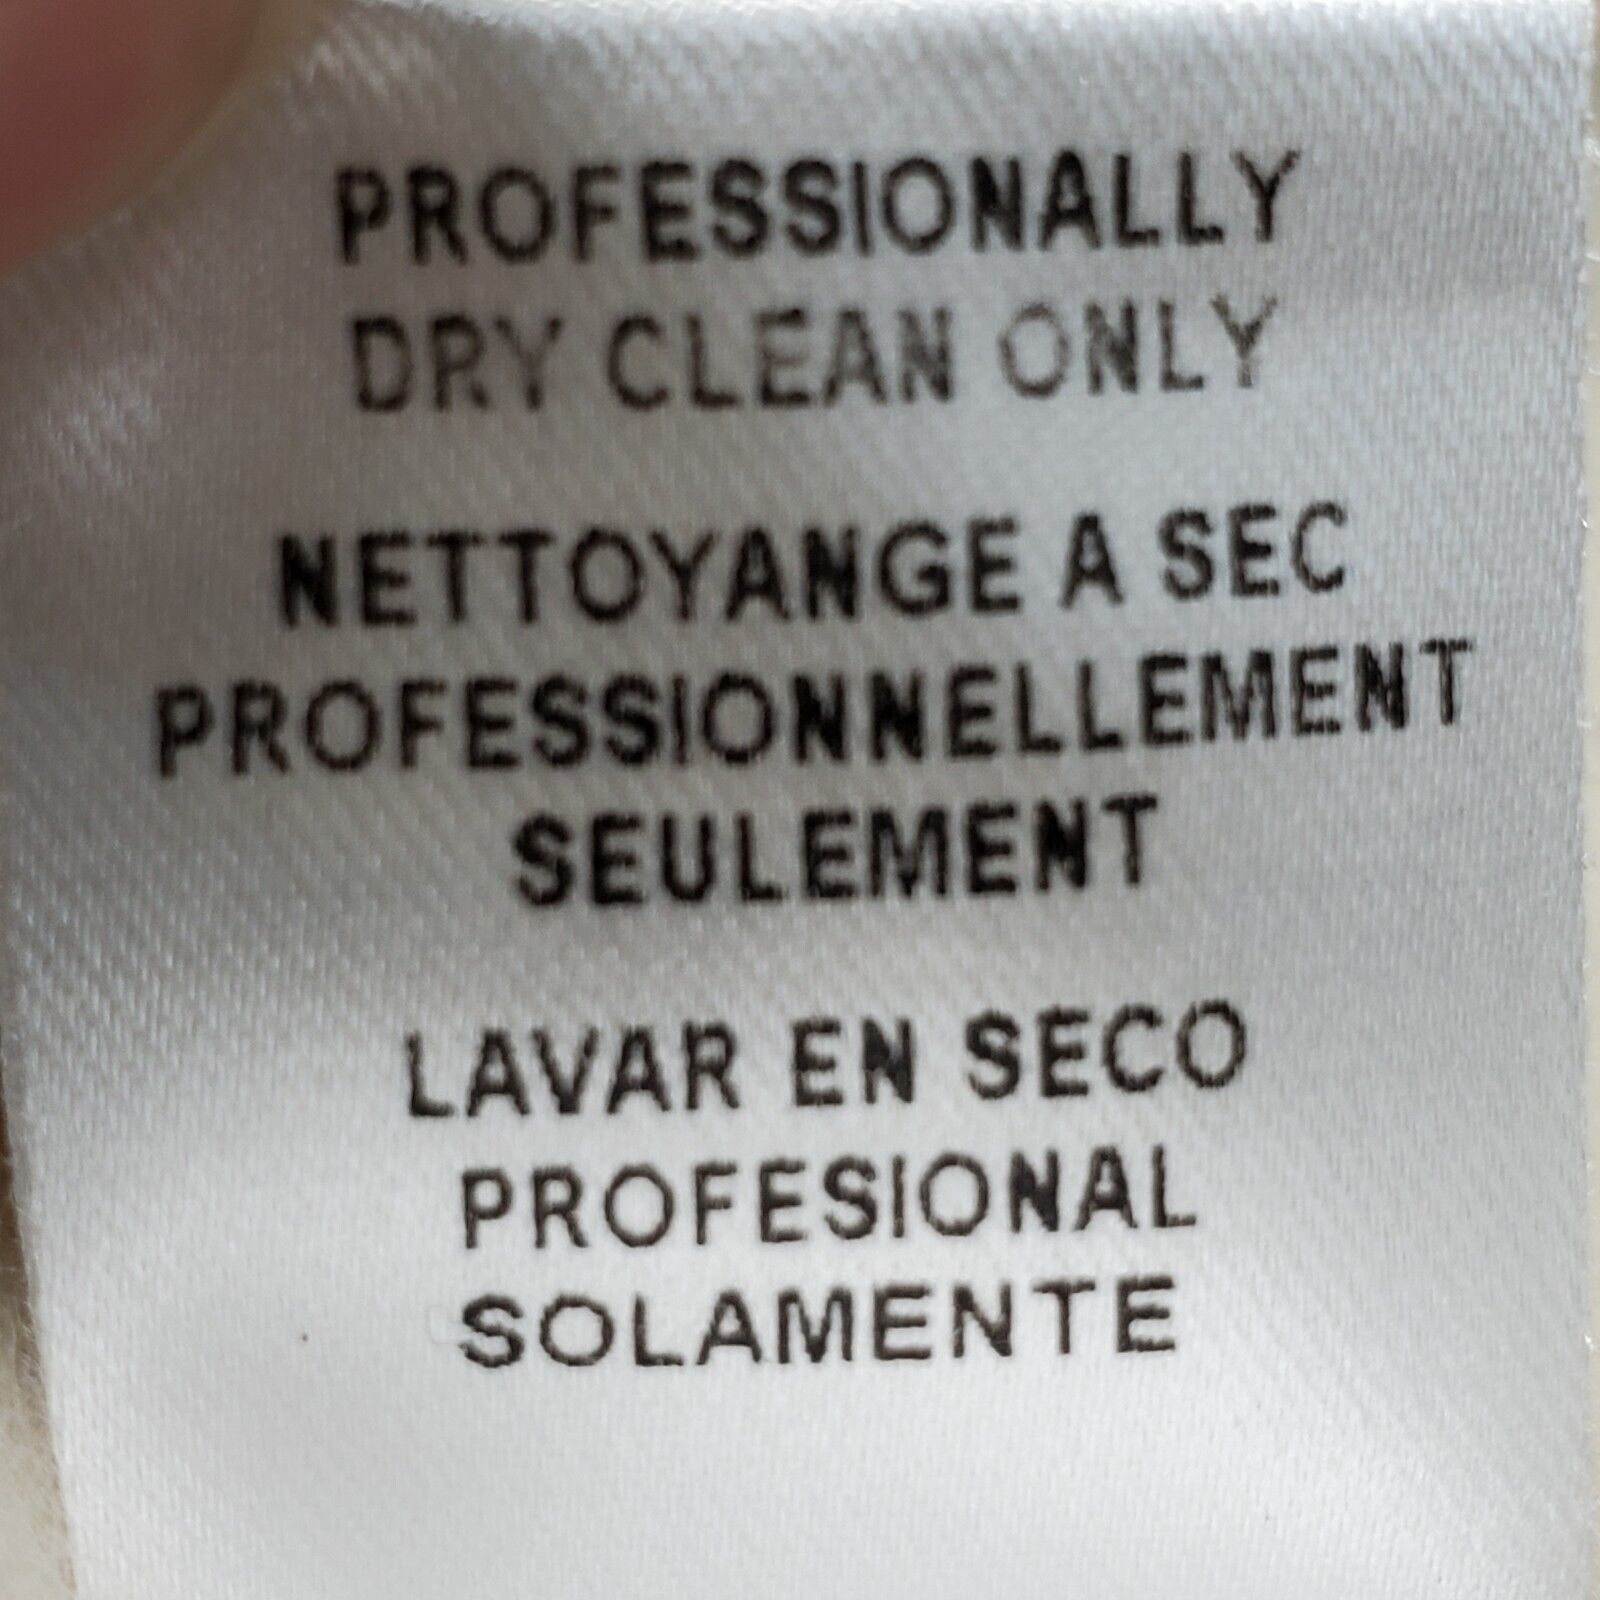 PROFESSIONALLY
DRY CLEAN ONLY
NETTOYANGE A SEC
PROFESSIONNELLEMENT
SEULEMENT
LAVAR EN SECO
PROFESIONAL
SOLAMENTE